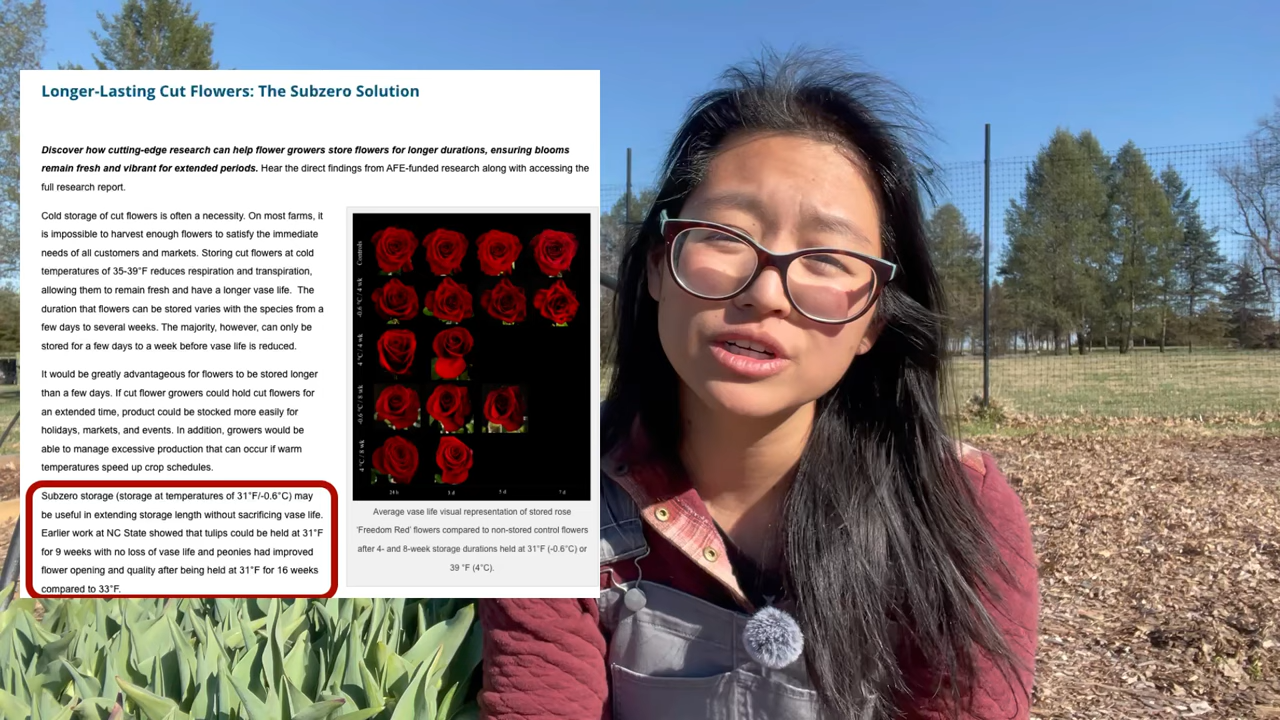 Longer-Lasting Cut Flowers: The Subzero Solution
Discover how cutting-edge research can help flower growers store flowers for longer durations, ensuring blooms
remain fresh and vibrant for extended periods. Hear the direct findings from AFE-funded research along with accessing the
full research report.
Cold storage of cut flowers is often a necessity. On most farms, it
is impossible to harvest enough flowers to satisfy the immediate
needs of all customers and markets. Storing cut flowers at cold
temperatures of 35-39°F reduces respiration and transpiration,
allowing them to remain fresh and have a longer vase life. The
duration that flowers can be stored varies with the species from a
few days to several weeks. The majority, however, can only be
stored for a few days to a week before vase life is reduced.
It would be greatly advantageous for flowers to be stored longer
than a few days. If cut flower growers could hold cut flowers for
an extended time, product could be stocked more easily for
holidays, markets, and events. In addition, growers would be
able to manage excessive production that can occur if warm
temperatures speed up crop schedules.
Subzero storage (storage at temperatures of 31°F/-0.6°C) may
be useful in extending storage length without sacrificing vase life.
Earlier work at NC State showed that tulips could be held at 31°F
for 9 weeks with no loss of vase life and peonies had improved
flower opening and quality after being held at 31°F for 16 weeks
compared to 33°F.
Controls
-0.6 °C / 4 wk
4 °C / 4 wk
-0.6 °C / 8 wk
4 °C / 8 wk
Average vase life visual representation of stored rose
'Freedom Red' flowers compared to non-stored control flowers
after 4- and 8-week storage durations held at 31°F (-0.6°C) or
39 °F (4°C).